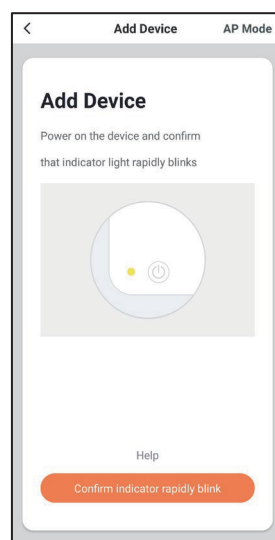 Add Device
AP Mode
Add Device
Power on the device and confirm
that indicator light rapidly blinks
Help
Confirm indicator rapidly blink